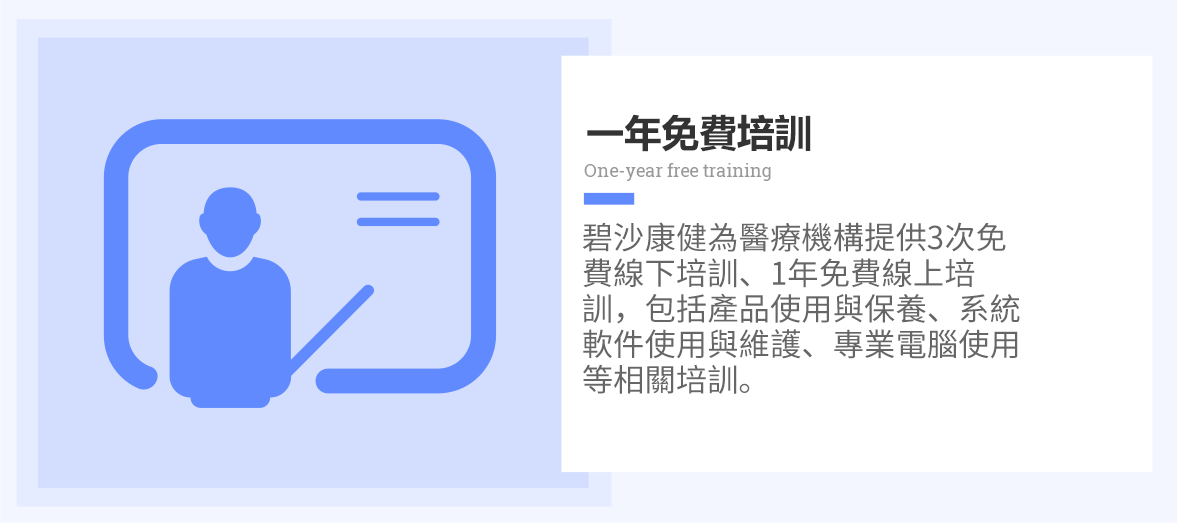 一年免費培訓
One-year free training
碧沙康健為醫療機構提供3次免
費線下培訓、1年免費線上培
訓，包括產品使用與保養、系統
軟件使用與維護、專業電腦使用
等相關培訓。